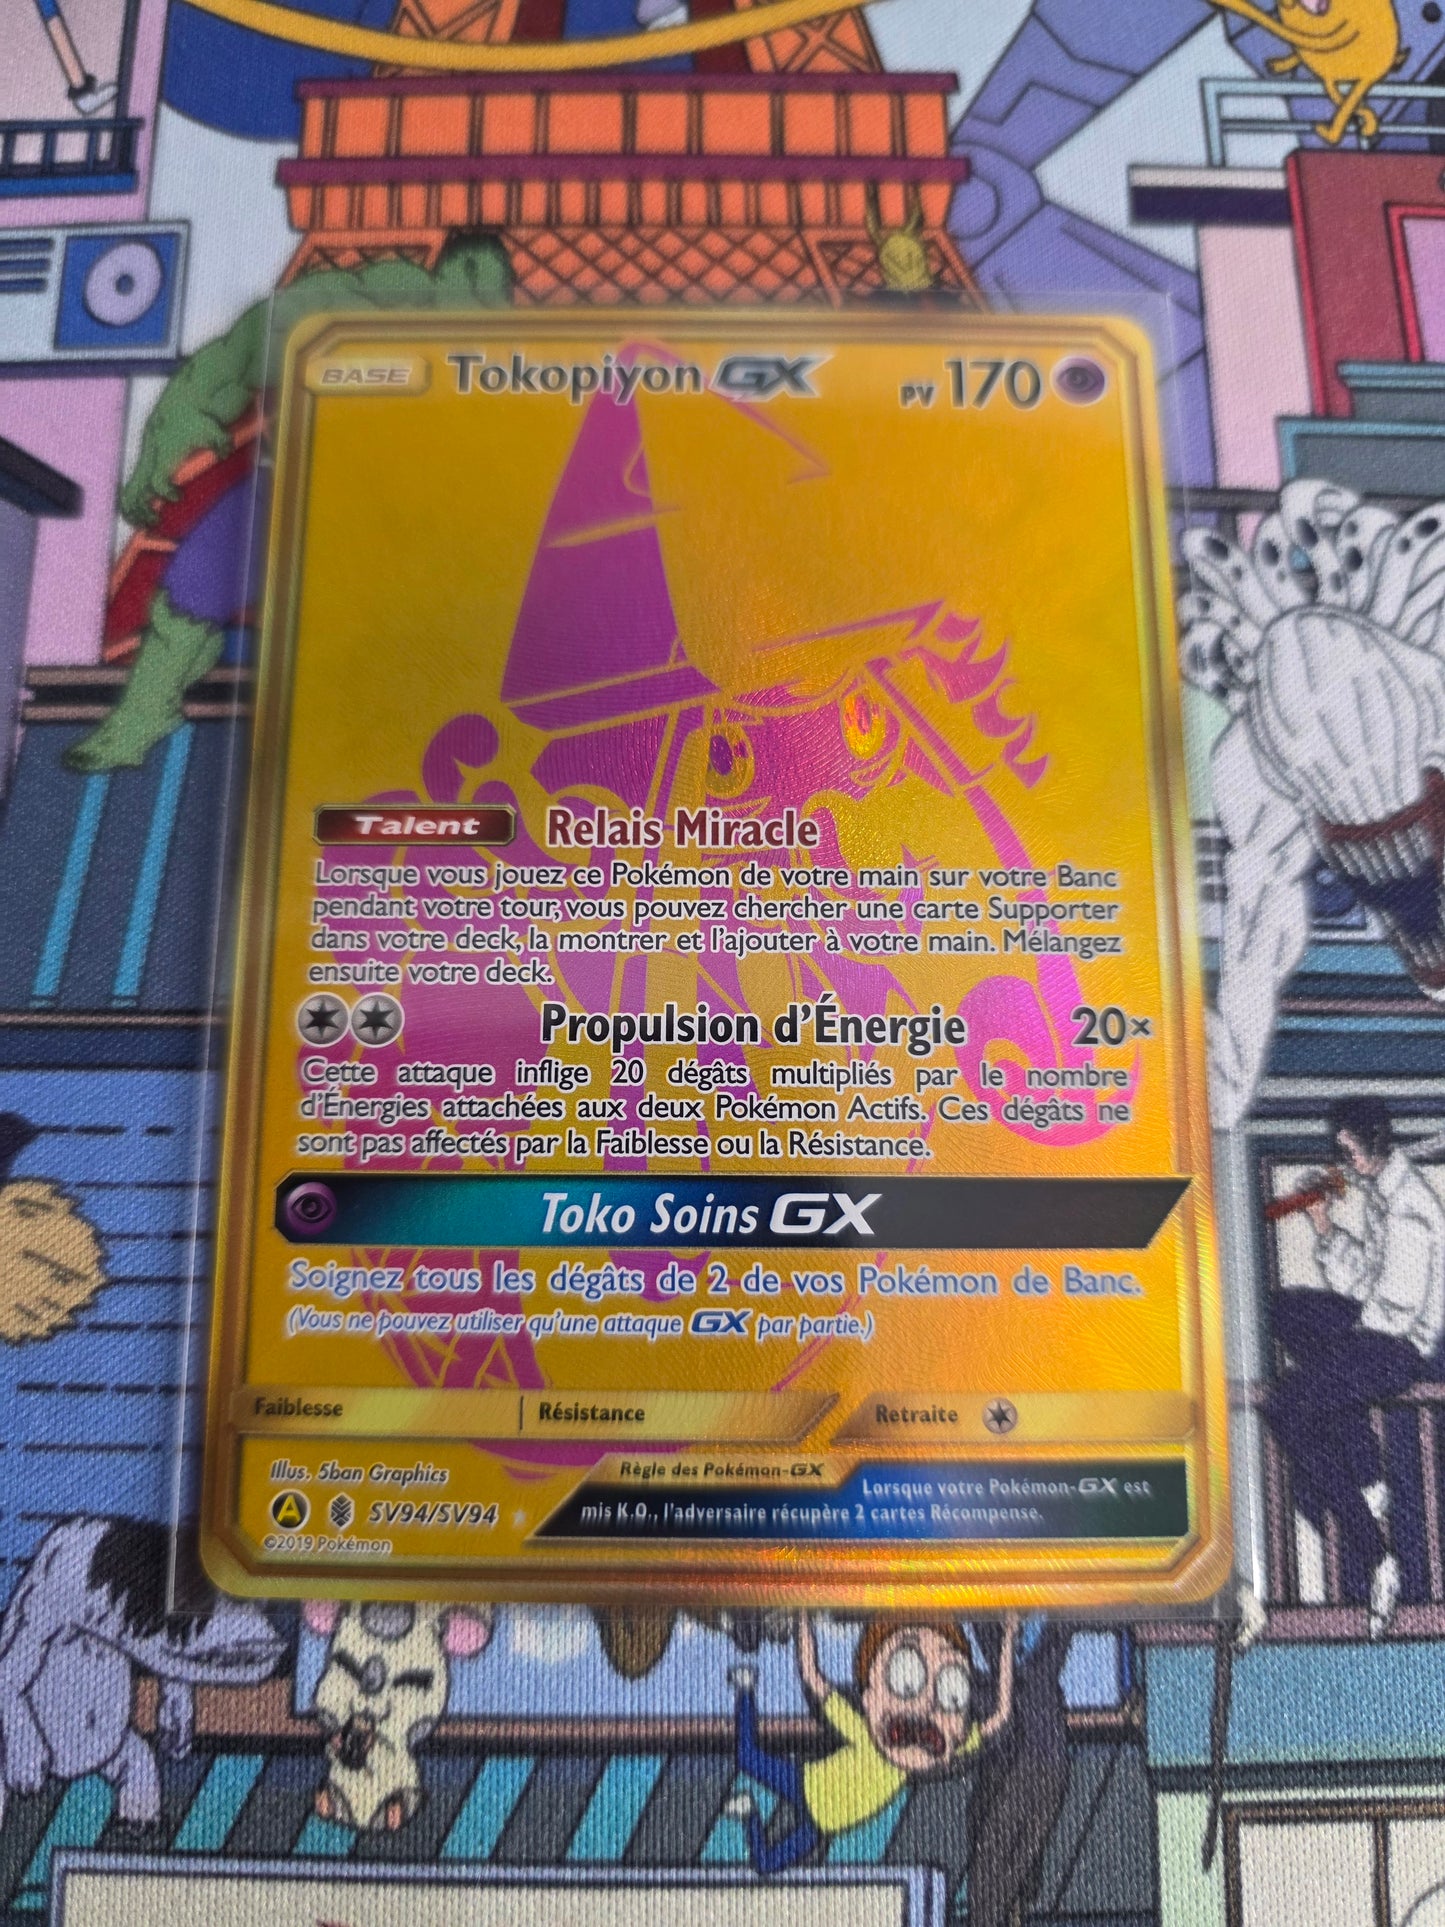 BASE Tokopiyon GX PV 170
Talent Relais Miracle
Lorsque vous jouez ce Pokémon de votre main sur votre Banc
pendant votre tour, vous pouvez chercher une carte Supporter
dans votre deck, la montrer et l'ajouter à votre main. Mélangez
ensuite votre deck.
Propulsion d'Énergie 20×
Cette attaque inflige 20 dégâts multipliés par le nombre
d'Énergies attachées aux deux Pokémon Actifs. Ces dégâts ne
sont pas affectés par la Faiblesse ou la Résistance.
Toko Soins GX
Soignez tous les dégâts de 2 de vos Pokémon de Banc.
(Vous ne pouvez utiliser qu'une attaque GX par partie.)
Faiblesse Résistance Retraite
Illus. 5ban Graphics
Règle des Pokémon-GX
Lorsque votre Pokémon-GX est
mis K.O., l'adversaire récupère 2 cartes Récompense.
A SV94/SV94
©2019 Pokémon